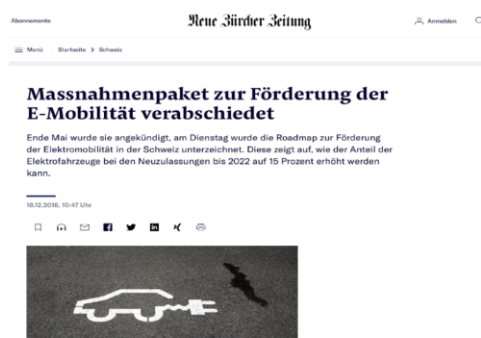 Abonnemente
Neue Zürcher Zeitung
Anmelden
Menü
Startseite > Schweiz
Massnahmenpaket zur Förderung der
E-Mobilität verabschiedet
Ende Mai wurde sie angekündigt, am Dienstag wurde die Roadmap zur Förderung
der Elektromobilität in der Schweiz unterzeichnet. Diese zeigt auf, wie der Anteil der
Elektrofahrzeuge bei den Neuzulassungen bis 2022 auf 15 Prozent erhöht werden
kann.
18.12.2018, 10:47 Uhr